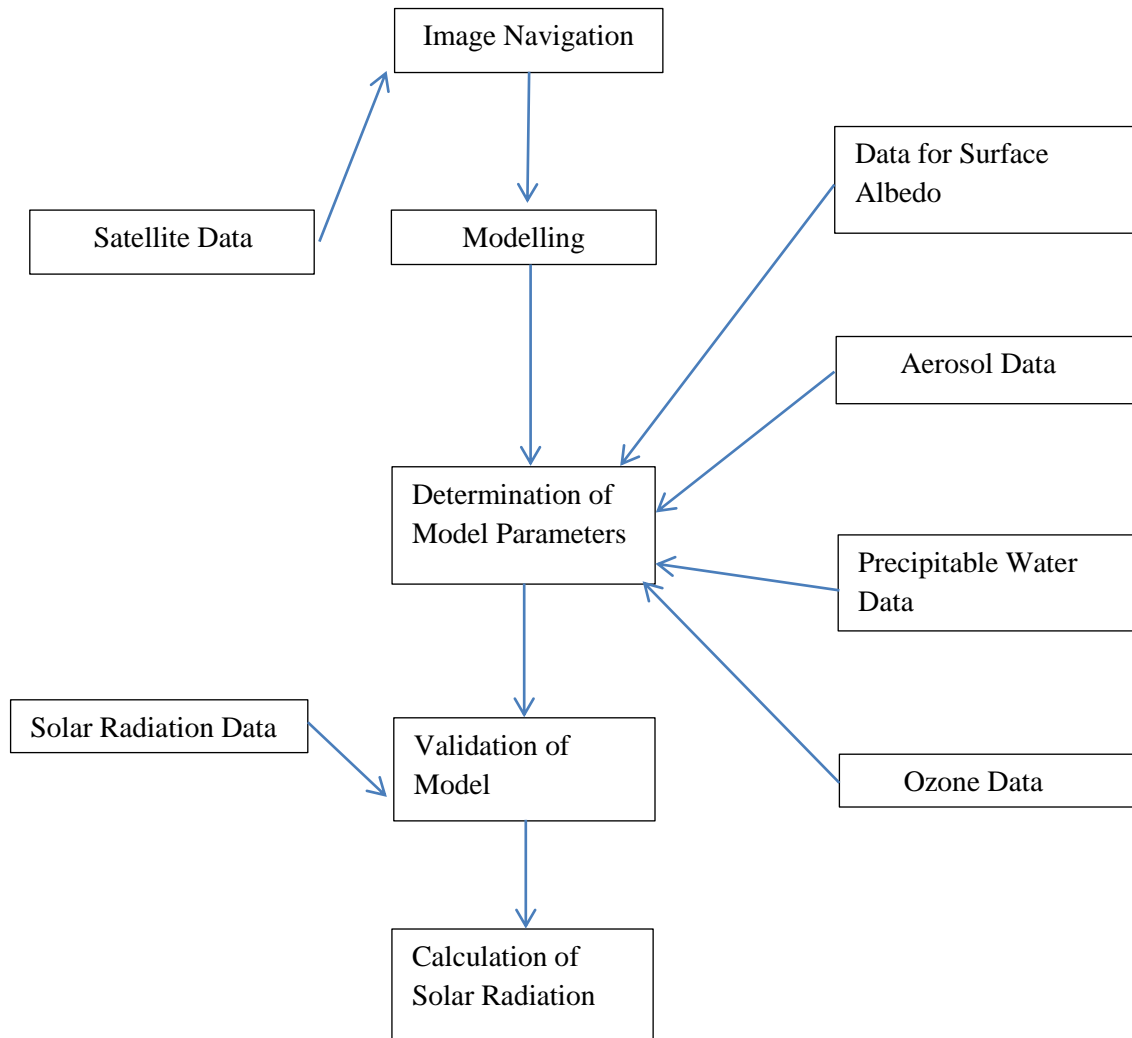 Image Navigation
Data for Surface
Albedo
Satellite Data
Modelling
Aerosol Data
Determination of
Model Parameters
Precipitable Water
Data
Solar Radiation Data
Validation of
Model
Ozone Data
Calculation of
Solar Radiation